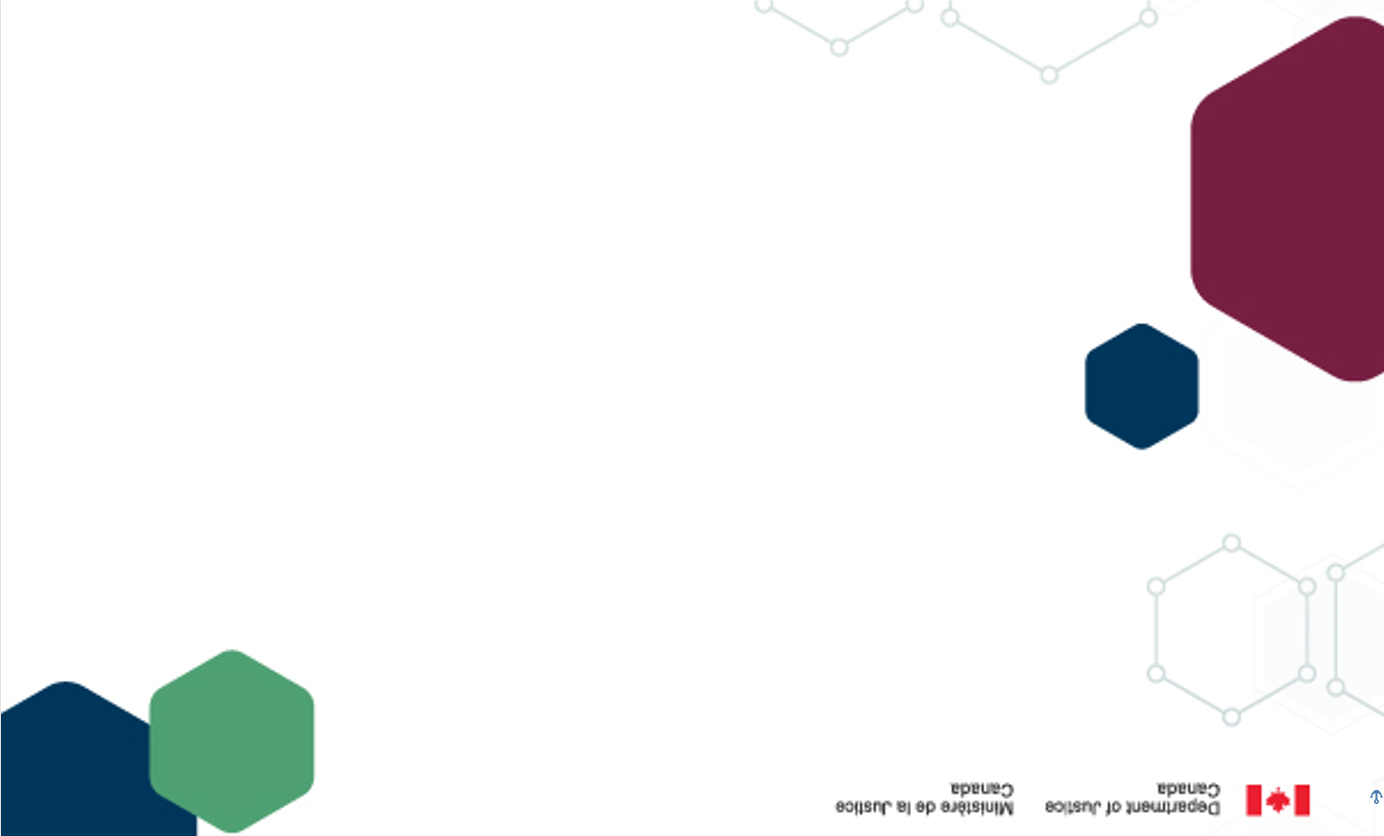 Department of Justice
Canada
Ministère de la Justice
Canada